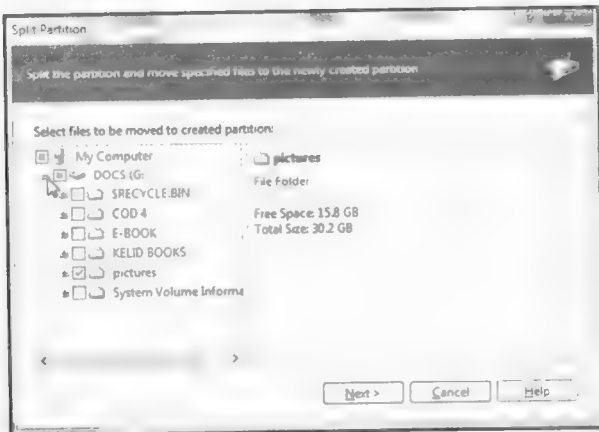 Split Partition
Split the partition and move specified files to the newly created partition
Select files to be moved to created partition:
My Computer
DOCS (G:
$RECYCLE.BIN
COD 4
E-BOOK
KELID BOOKS
pictures
System Volume Informa
pictures
File Folder
Free Space: 15.8 GB
Total Size: 30.2 GB
Next >
Cancel
Help